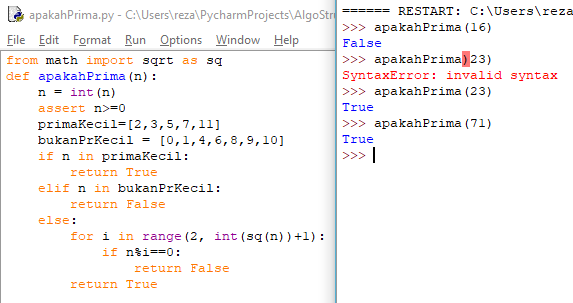 apakahPrima.py - C:\Users\reza\PycharmProjects\AlgoStru
File Edit Format Run Options Window Help
from math import sqrt as sq
def apakahPrima(n):
    n = int(n)
    assert n>=0
    primaKecil=[2,3,5,7,11]
    bukanPrKecil = [0,1,4,6,8,9,10]
    if n in primaKecil:
        return True
    elif n in bukanPrKecil:
        return False
    else:
        for i in range(2, int(sq(n))+1):
            if n%i==0:
                return False
        return True
====== RESTART: C:\Users\reza
>>> apakahPrima(16)
False
>>> apakahPrima)23)
SyntaxError: invalid syntax
>>> apakahPrima(23)
True
>>> apakahPrima(71)
True
>>>